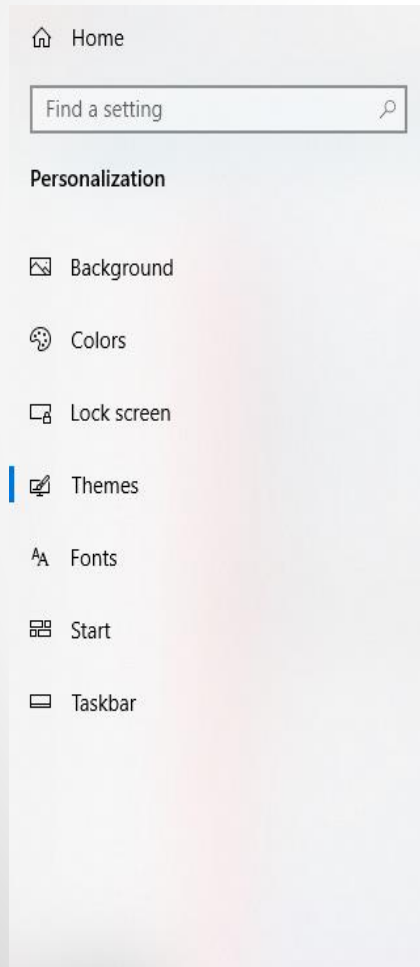 Home
Find a setting
Personalization
Background
Colors
Lock screen
Themes
Fonts
Start
Taskbar